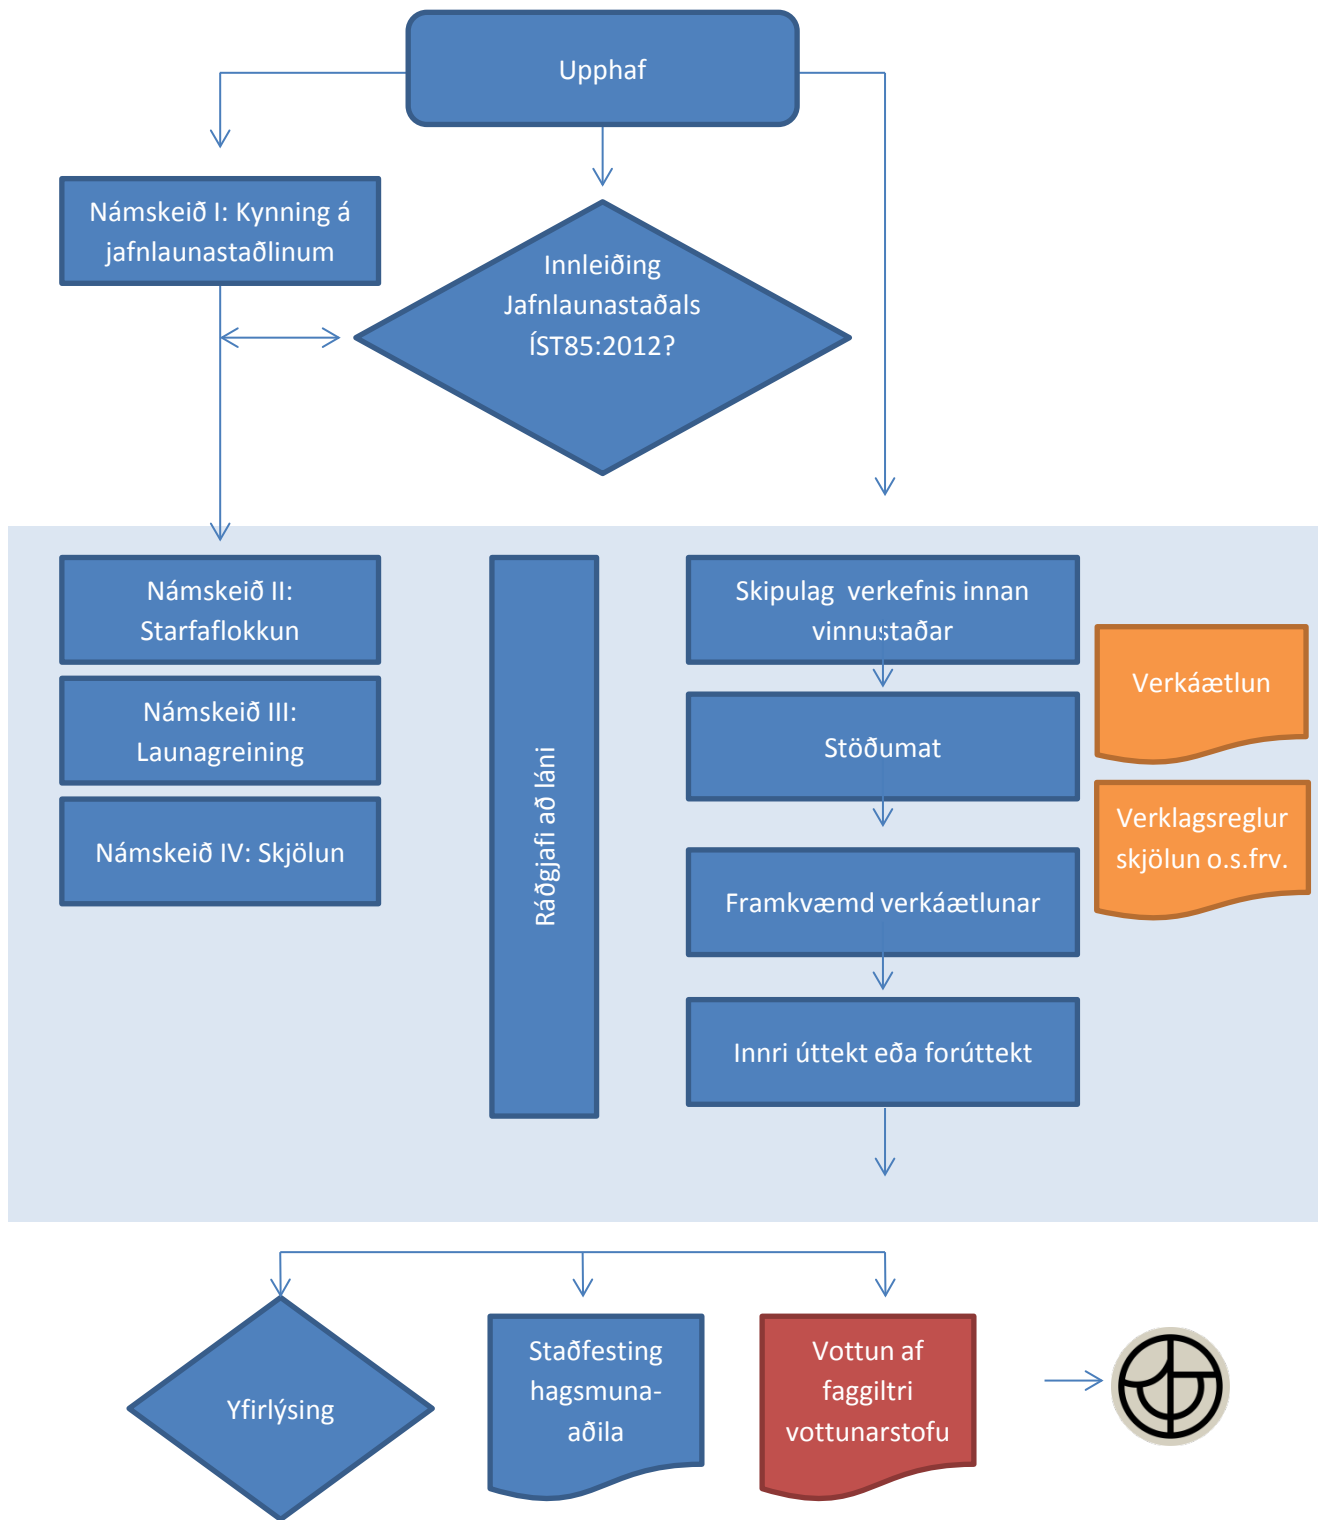 Upphaf
Námskeið I: Kynning á
jafnlaunastaðlinum
Innleiðing
Jafnlaunastaðals
ÍST85:2012?
Námskeið II:
Starfaflokkun
Námskeið III:
Launagreining
Námskeið IV: Skjölun
Ráðgjafi að láni
Skipulag  verkefnis innan
vinnustaðar
Stöðumat
Framkvæmd verkáætlunar
Innri úttekt eða forúttekt
Verkáætlun
Verklagsreglur
skjölun o.s.frv.
Yfirlýsing
Staðfesting
hagsmuna-
aðila
Vottun af
faggiltri
vottunarstofu